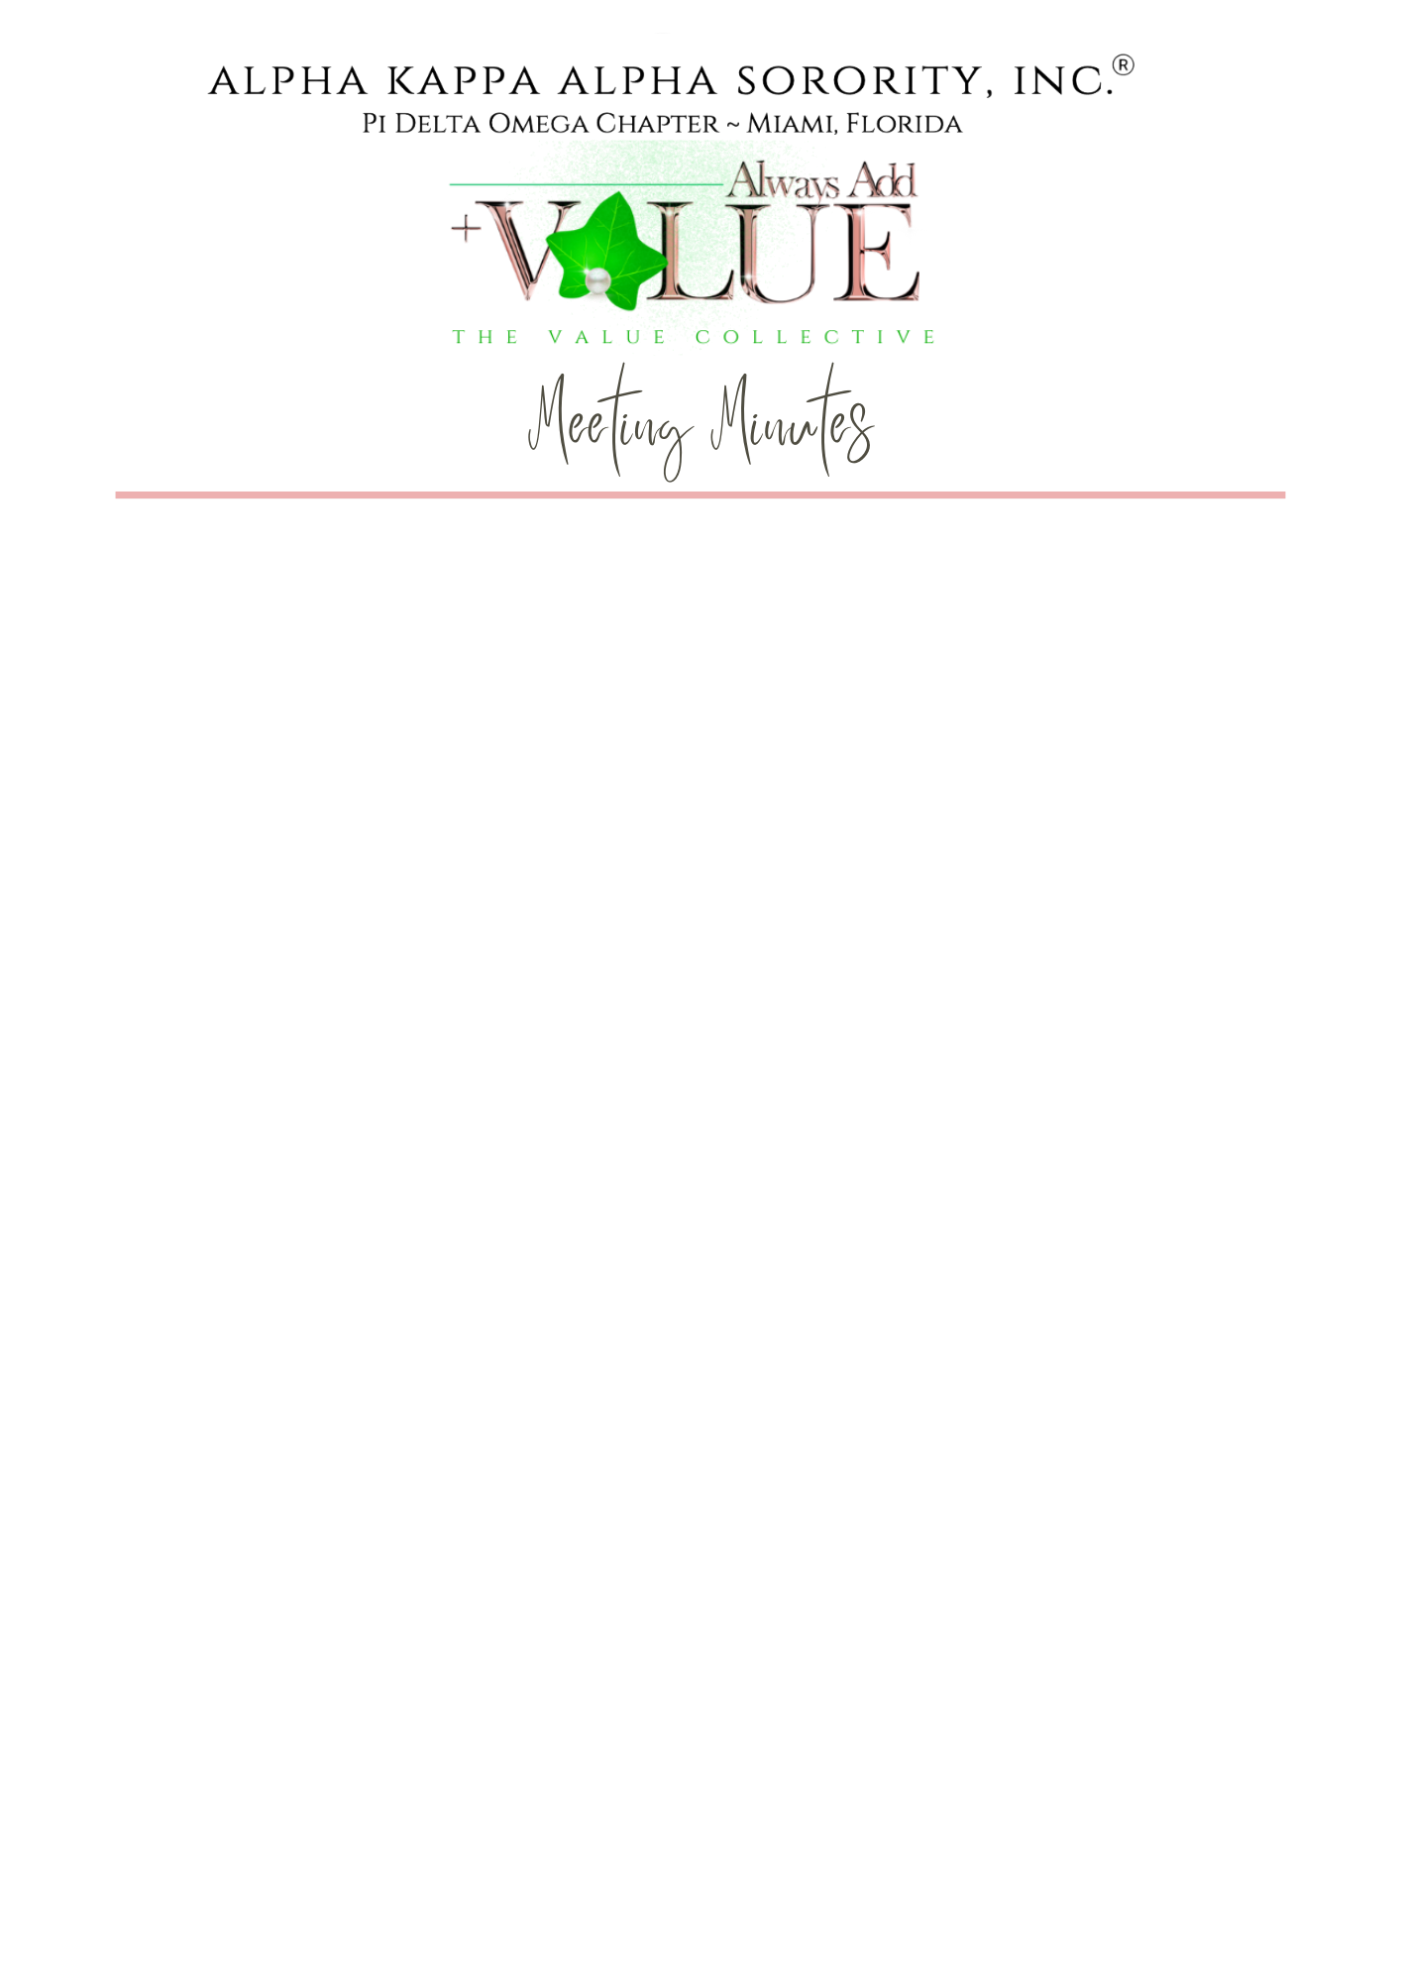 ALPHA KAPPA ALPHA SORORITY, INC.®
Pi Delta Omega Chapter ~ Miami, Florida
Always Add
+VALUE
THE VALUE COLLECTIVE
Meeting Minutes